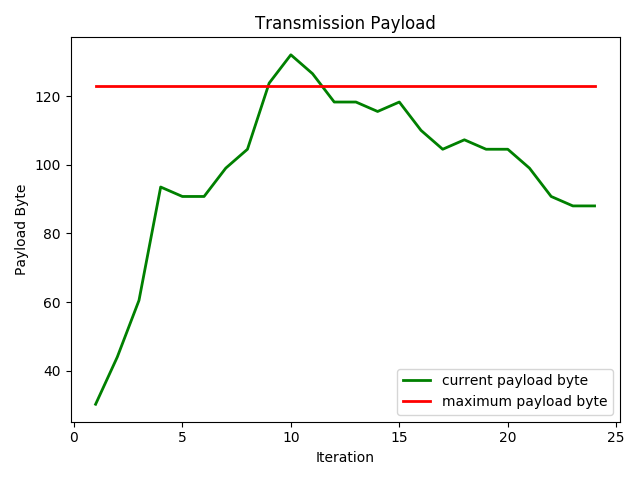 Transmission Payload
Payload Byte
120
100
80
60
40
0
5
10
15
20
25
Iteration
current payload byte
maximum payload byte